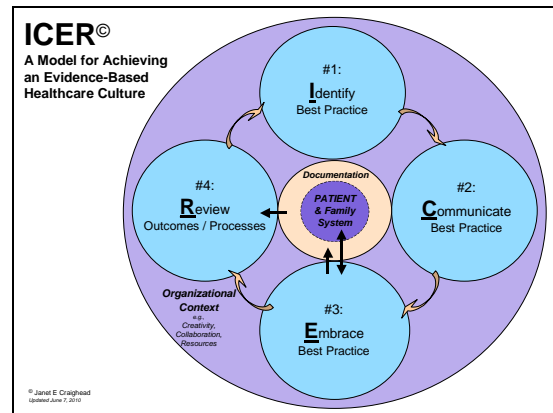 ICER©
A Model for Achieving
an Evidence-Based
Healthcare Culture
#1:
Identify
Best Practice
#2:
Communicate
Best Practice
#3:
Embrace
Best Practice
#4:
Review
Outcomes / Processes
Documentation
PATIENT
& Family
System
Organizational
Context
e.g.,
Creativity,
Collaboration,
Resources
© Janet E Craighead
Updated June 7, 2010